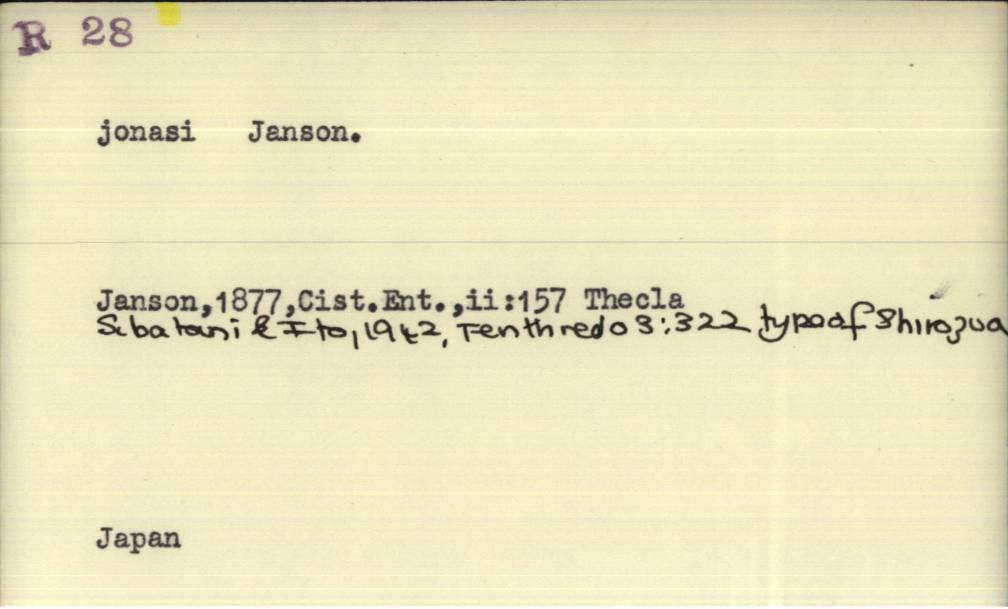 R 28
jonasi Janson.
Janson,1877,Cist.Ent.,ii:157 Thecla
Sibatani & Ito, 1942, Tenthredo 3:322 type of Shirozua
Japan